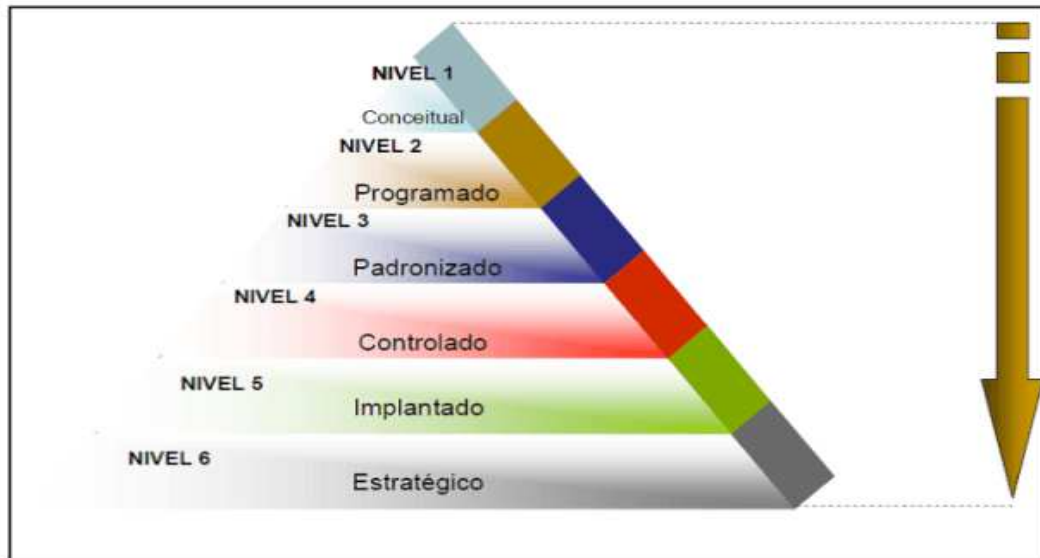 NIVEL 1
Conceitual
NIVEL 2
Programado
NIVEL 3
Padronizado
NIVEL 4
Controlado
NIVEL 5
Implantado
NIVEL 6
Estratégico